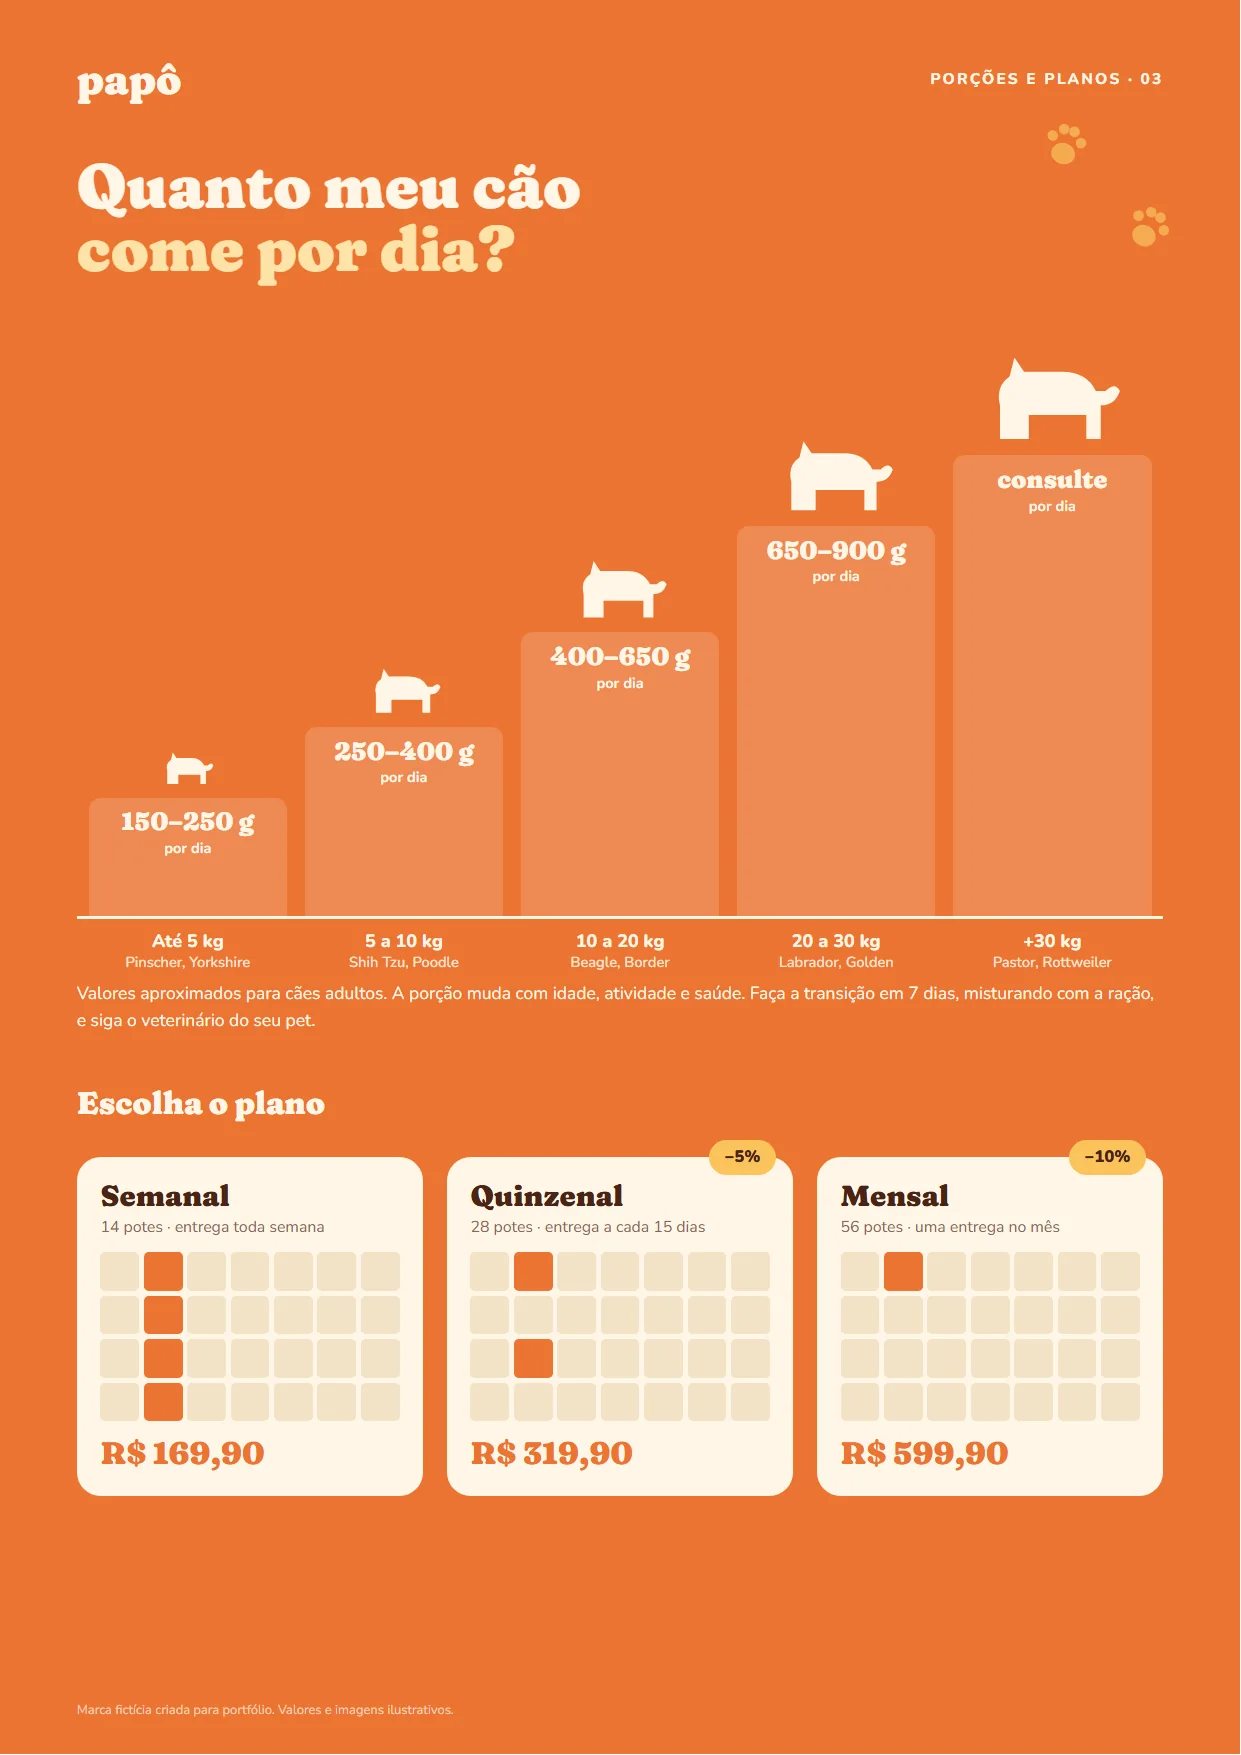 papô
PORÇÕES E PLANOS · 03
Quanto meu cão
come por dia?
150–250 g
por dia
250–400 g
por dia
400–650 g
por dia
650–900 g
por dia
consulte
por dia
Até 5 kg
Pinscher, Yorkshire
5 a 10 kg
Shih Tzu, Poodle
10 a 20 kg
Beagle, Border
20 a 30 kg
Labrador, Golden
+30 kg
Pastor, Rottweiler
Valores aproximados para cães adultos. A porção muda com idade, atividade e saúde. Faça a transição em 7 dias, misturando com a ração,
e siga o veterinário do seu pet.
Escolha o plano
Semanal
14 potes · entrega toda semana
R$ 169,90
–5%
Quinzenal
28 potes · entrega a cada 15 dias
R$ 319,90
–10%
Mensal
56 potes · uma entrega no mês
R$ 599,90
Marca fictícia criada para portfólio. Valores e imagens ilustrativos.